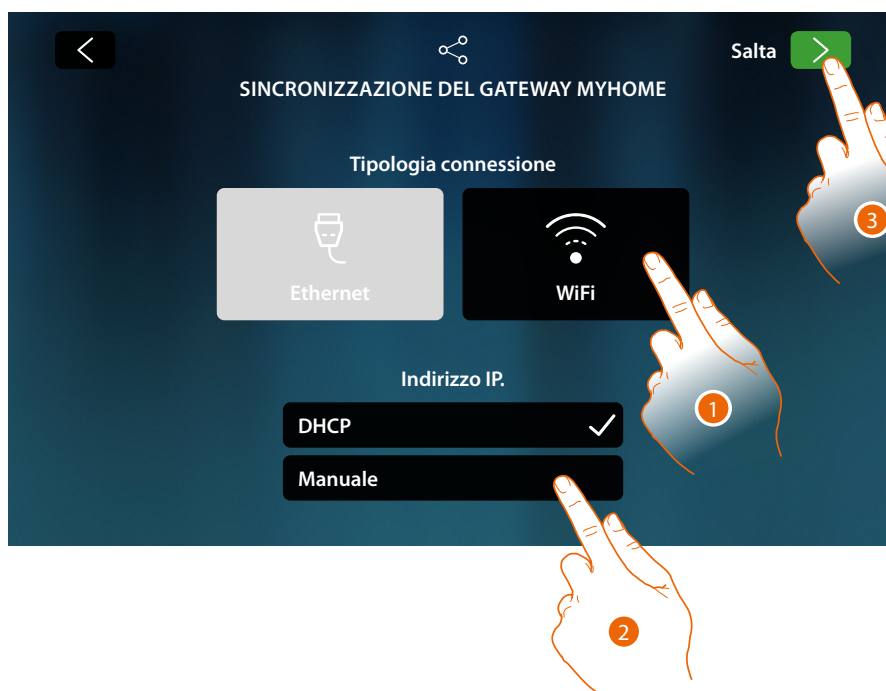 Salta
SINCRONIZZAZIONE DEL GATEWAY MYHOME
Tipologia connessione
Ethernet
WiFi
Indirizzo IP.
DHCP
Manuale
3
1
2